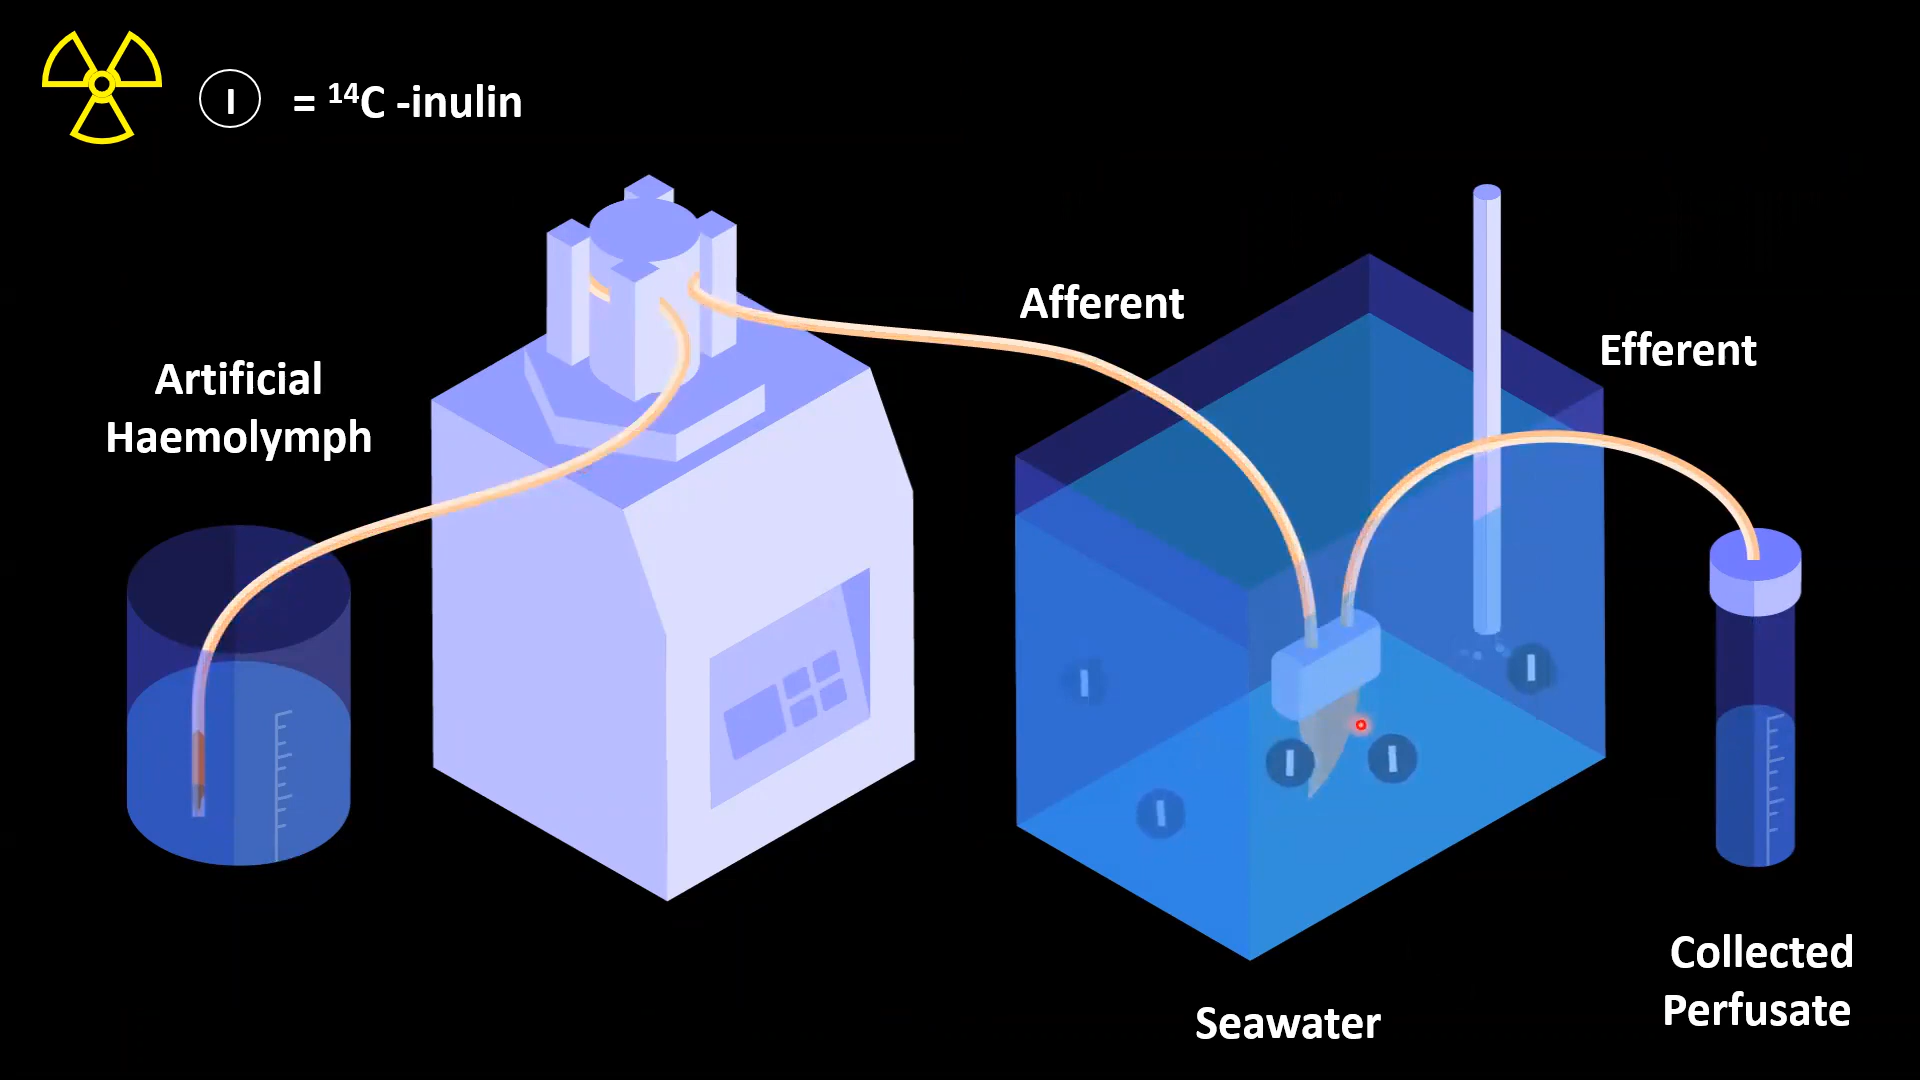 I = ¹⁴C -inulin
Afferent
Efferent
Artificial
Haemolymph
I
I
I
I
I
Collected
Perfusate
Seawater